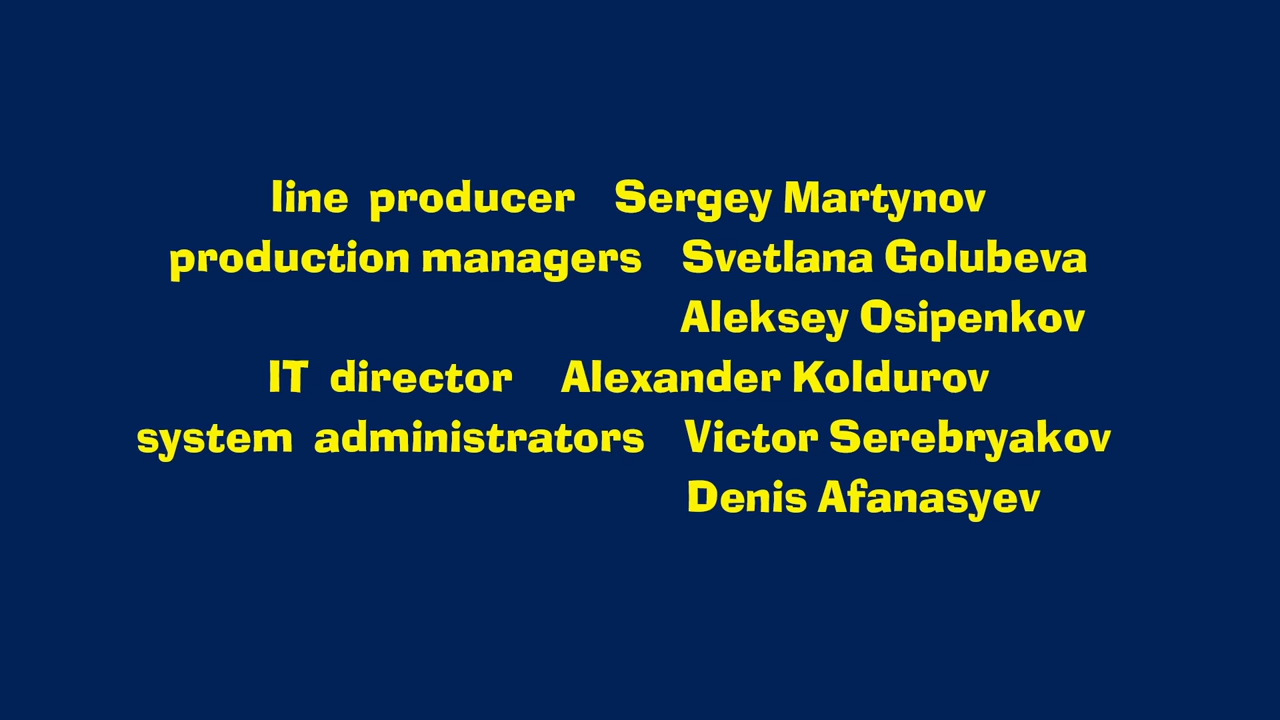 line producer Sergey Martynov
production managers Svetlana Golubeva
Aleksey Osipenkov
IT director Alexander Koldurov
system administrators Victor Serebryakov
Denis Afanasyev